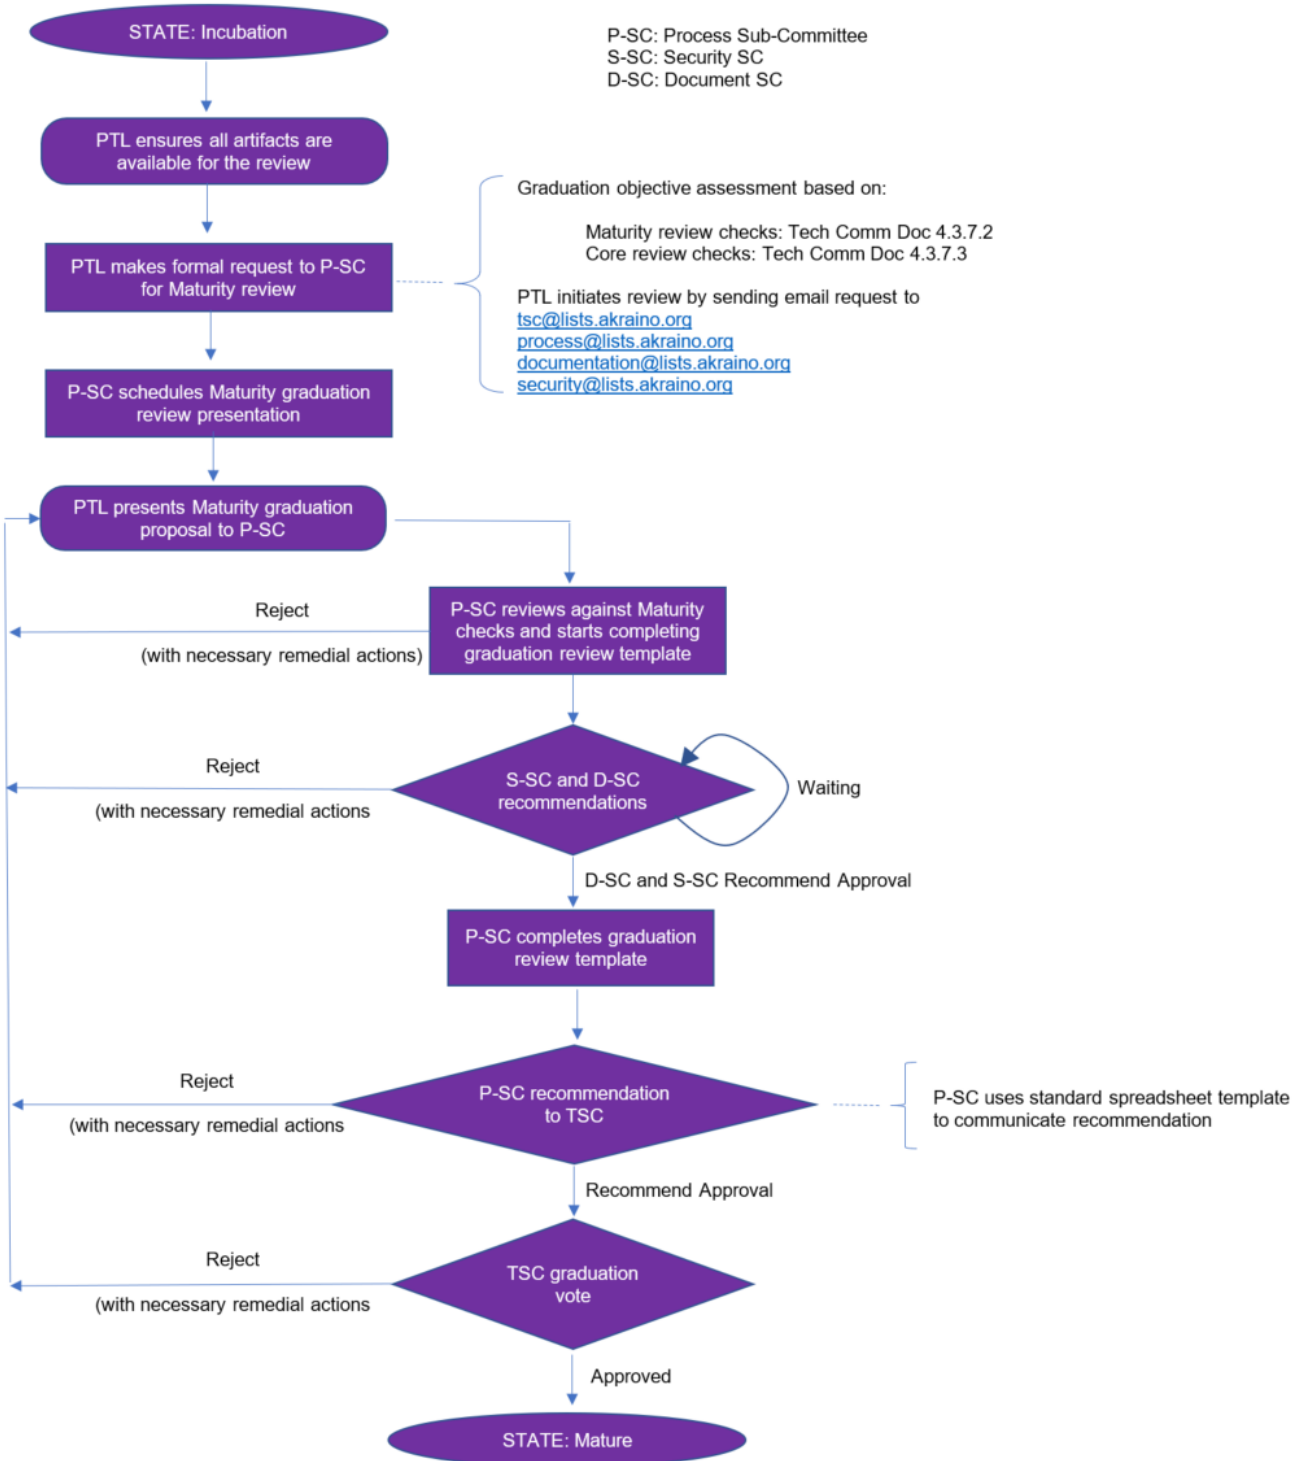 STATE: Incubation
P-SC: Process Sub-Committee
S-SC: Security SC
D-SC: Document SC
PTL ensures all artifacts are
available for the review
Graduation objective assessment based on:
Maturity review checks: Tech Comm Doc 4.3.7.2
Core review checks: Tech Comm Doc 4.3.7.3
PTL initiates review by sending email request to
tsc@lists.akraino.org
process@lists.akraino.org
documentation@lists.akraino.org
security@lists.akraino.org
PTL makes formal request to P-SC
for Maturity review
P-SC schedules Maturity graduation
review presentation
PTL presents Maturity graduation
proposal to P-SC
P-SC reviews against Maturity
checks and starts completing
graduation review template
Reject
(with necessary remedial actions)
S-SC and D-SC
recommendations
Reject
(with necessary remedial actions
Waiting
D-SC and S-SC Recommend Approval
P-SC completes graduation
review template
P-SC recommendation
to TSC
Reject
(with necessary remedial actions
P-SC uses standard spreadsheet template
to communicate recommendation
Recommend Approval
TSC graduation
vote
Reject
(with necessary remedial actions
Approved
STATE: Mature